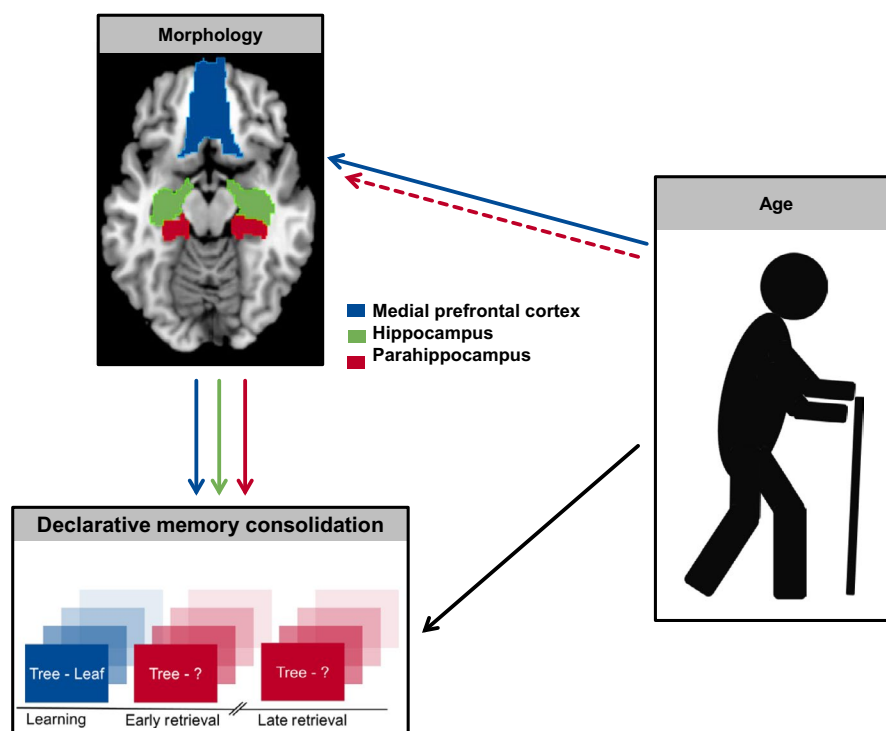 Morphology
Age
Medial prefrontal cortex
Hippocampus
Parahippocampus
Declarative memory consolidation
Tree - Leaf
Tree - ?
Tree - ?
Learning
Early retrieval
Late retrieval